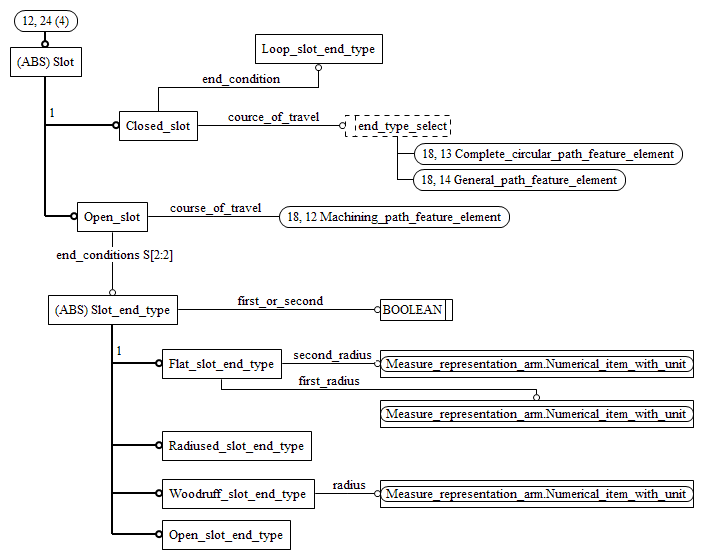 12, 24 (4)
(ABS) Slot
Loop_slot_end_type
end_condition
1
Closed_slot
cource_of_travel
end_type_select
18, 13 Complete_circular_path_feature_element
18, 14 General_path_feature_element
Open_slot
course_of_travel
18, 12 Machining_path_feature_element
end_conditions S[2:2]
(ABS) Slot_end_type
first_or_second
BOOLEAN
1
Flat_slot_end_type
second_radius
Measure_representation_arm.Numerical_item_with_unit
first_radius
Measure_representation_arm.Numerical_item_with_unit
Radiused_slot_end_type
Woodruff_slot_end_type
radius
Measure_representation_arm.Numerical_item_with_unit
Open_slot_end_type